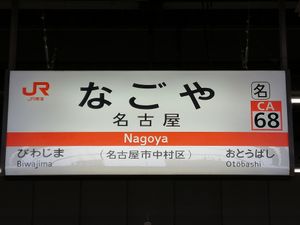 JR
JR東海
なごや
名
CA
68
名古屋
Nagoya
びわじま
Biwajima
（名古屋市中村区）
おとうばし
Otobashi